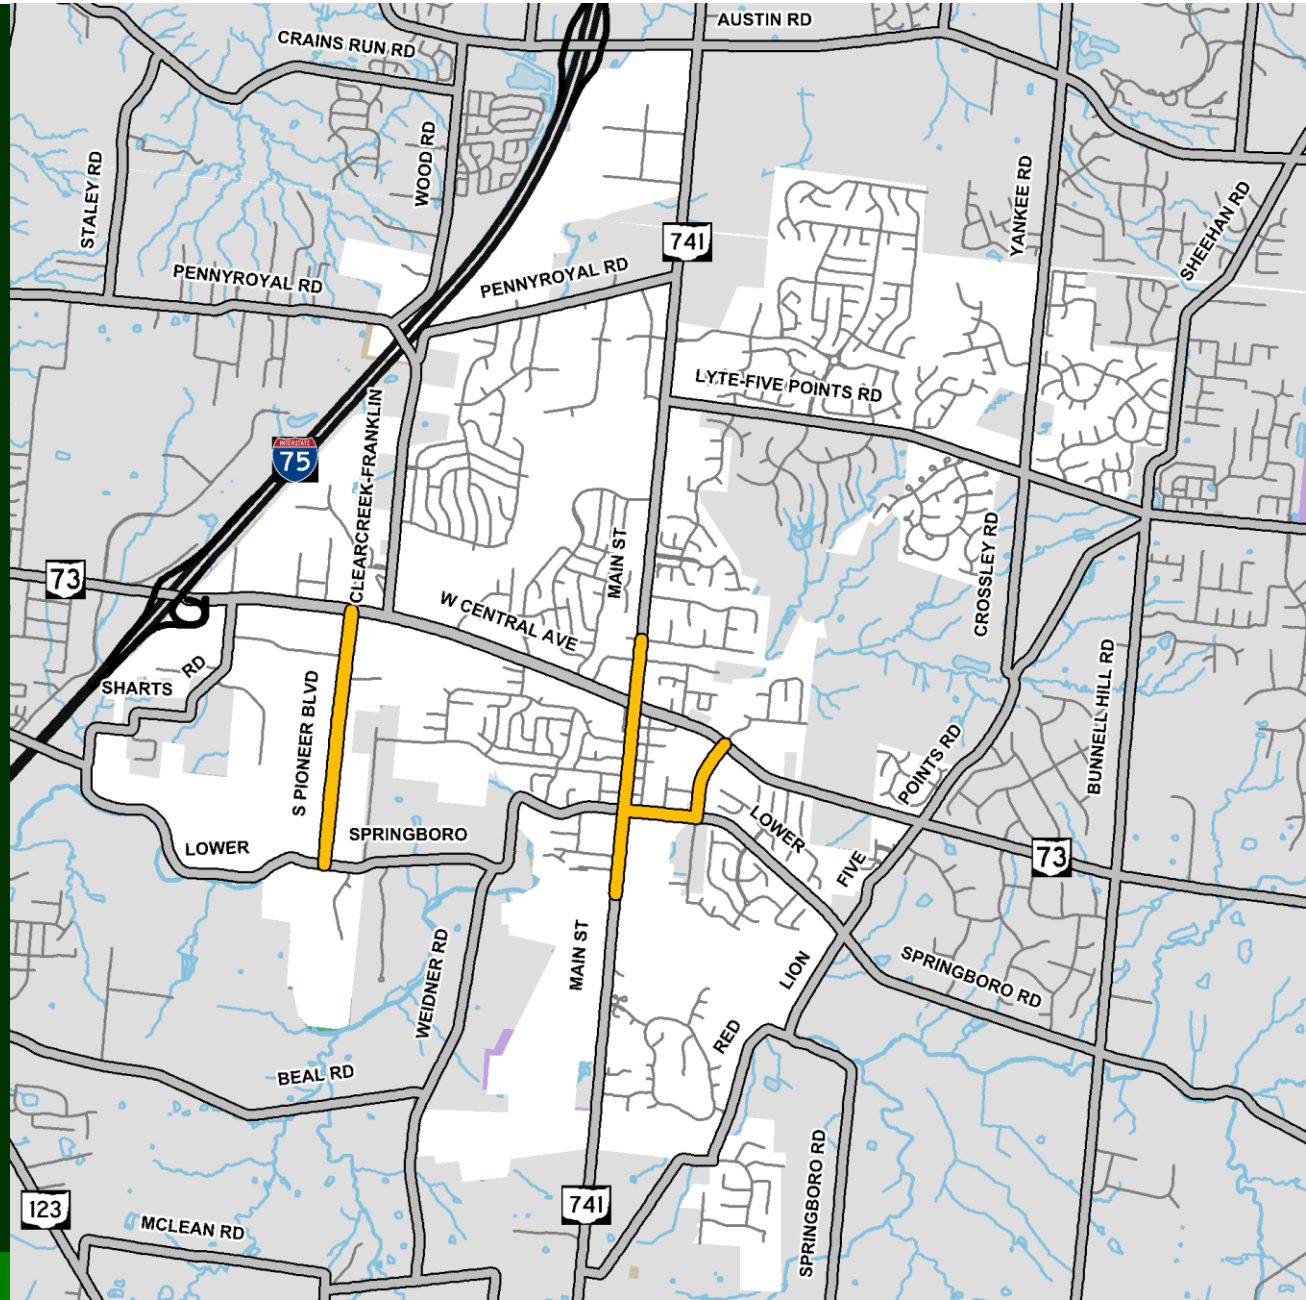 AUSTIN RD
CRAINS RUN RD
WOOD RD
STALEY RD
YANKEE RD
SHEEHAN RD
741
PENNYROYAL RD
PENNYROYAL RD
LYTE-FIVE POINTS RD
CLEARCREEK-FRANKLIN
INTERSTATE
75
MAIN ST
CROSSLEY RD
73
W CENTRAL AVE
BUNNELL HILL RD
SHARTS RD
S PIONEER BLVD
POINTS RD
LOWER
SPRINGBORO
LOWER
FIVE
73
MAIN ST
WEIDNER RD
LION
SPRINGBORO RD
RED
BEAL RD
SPRINGBORO RD
123
741
MCLEAN RD